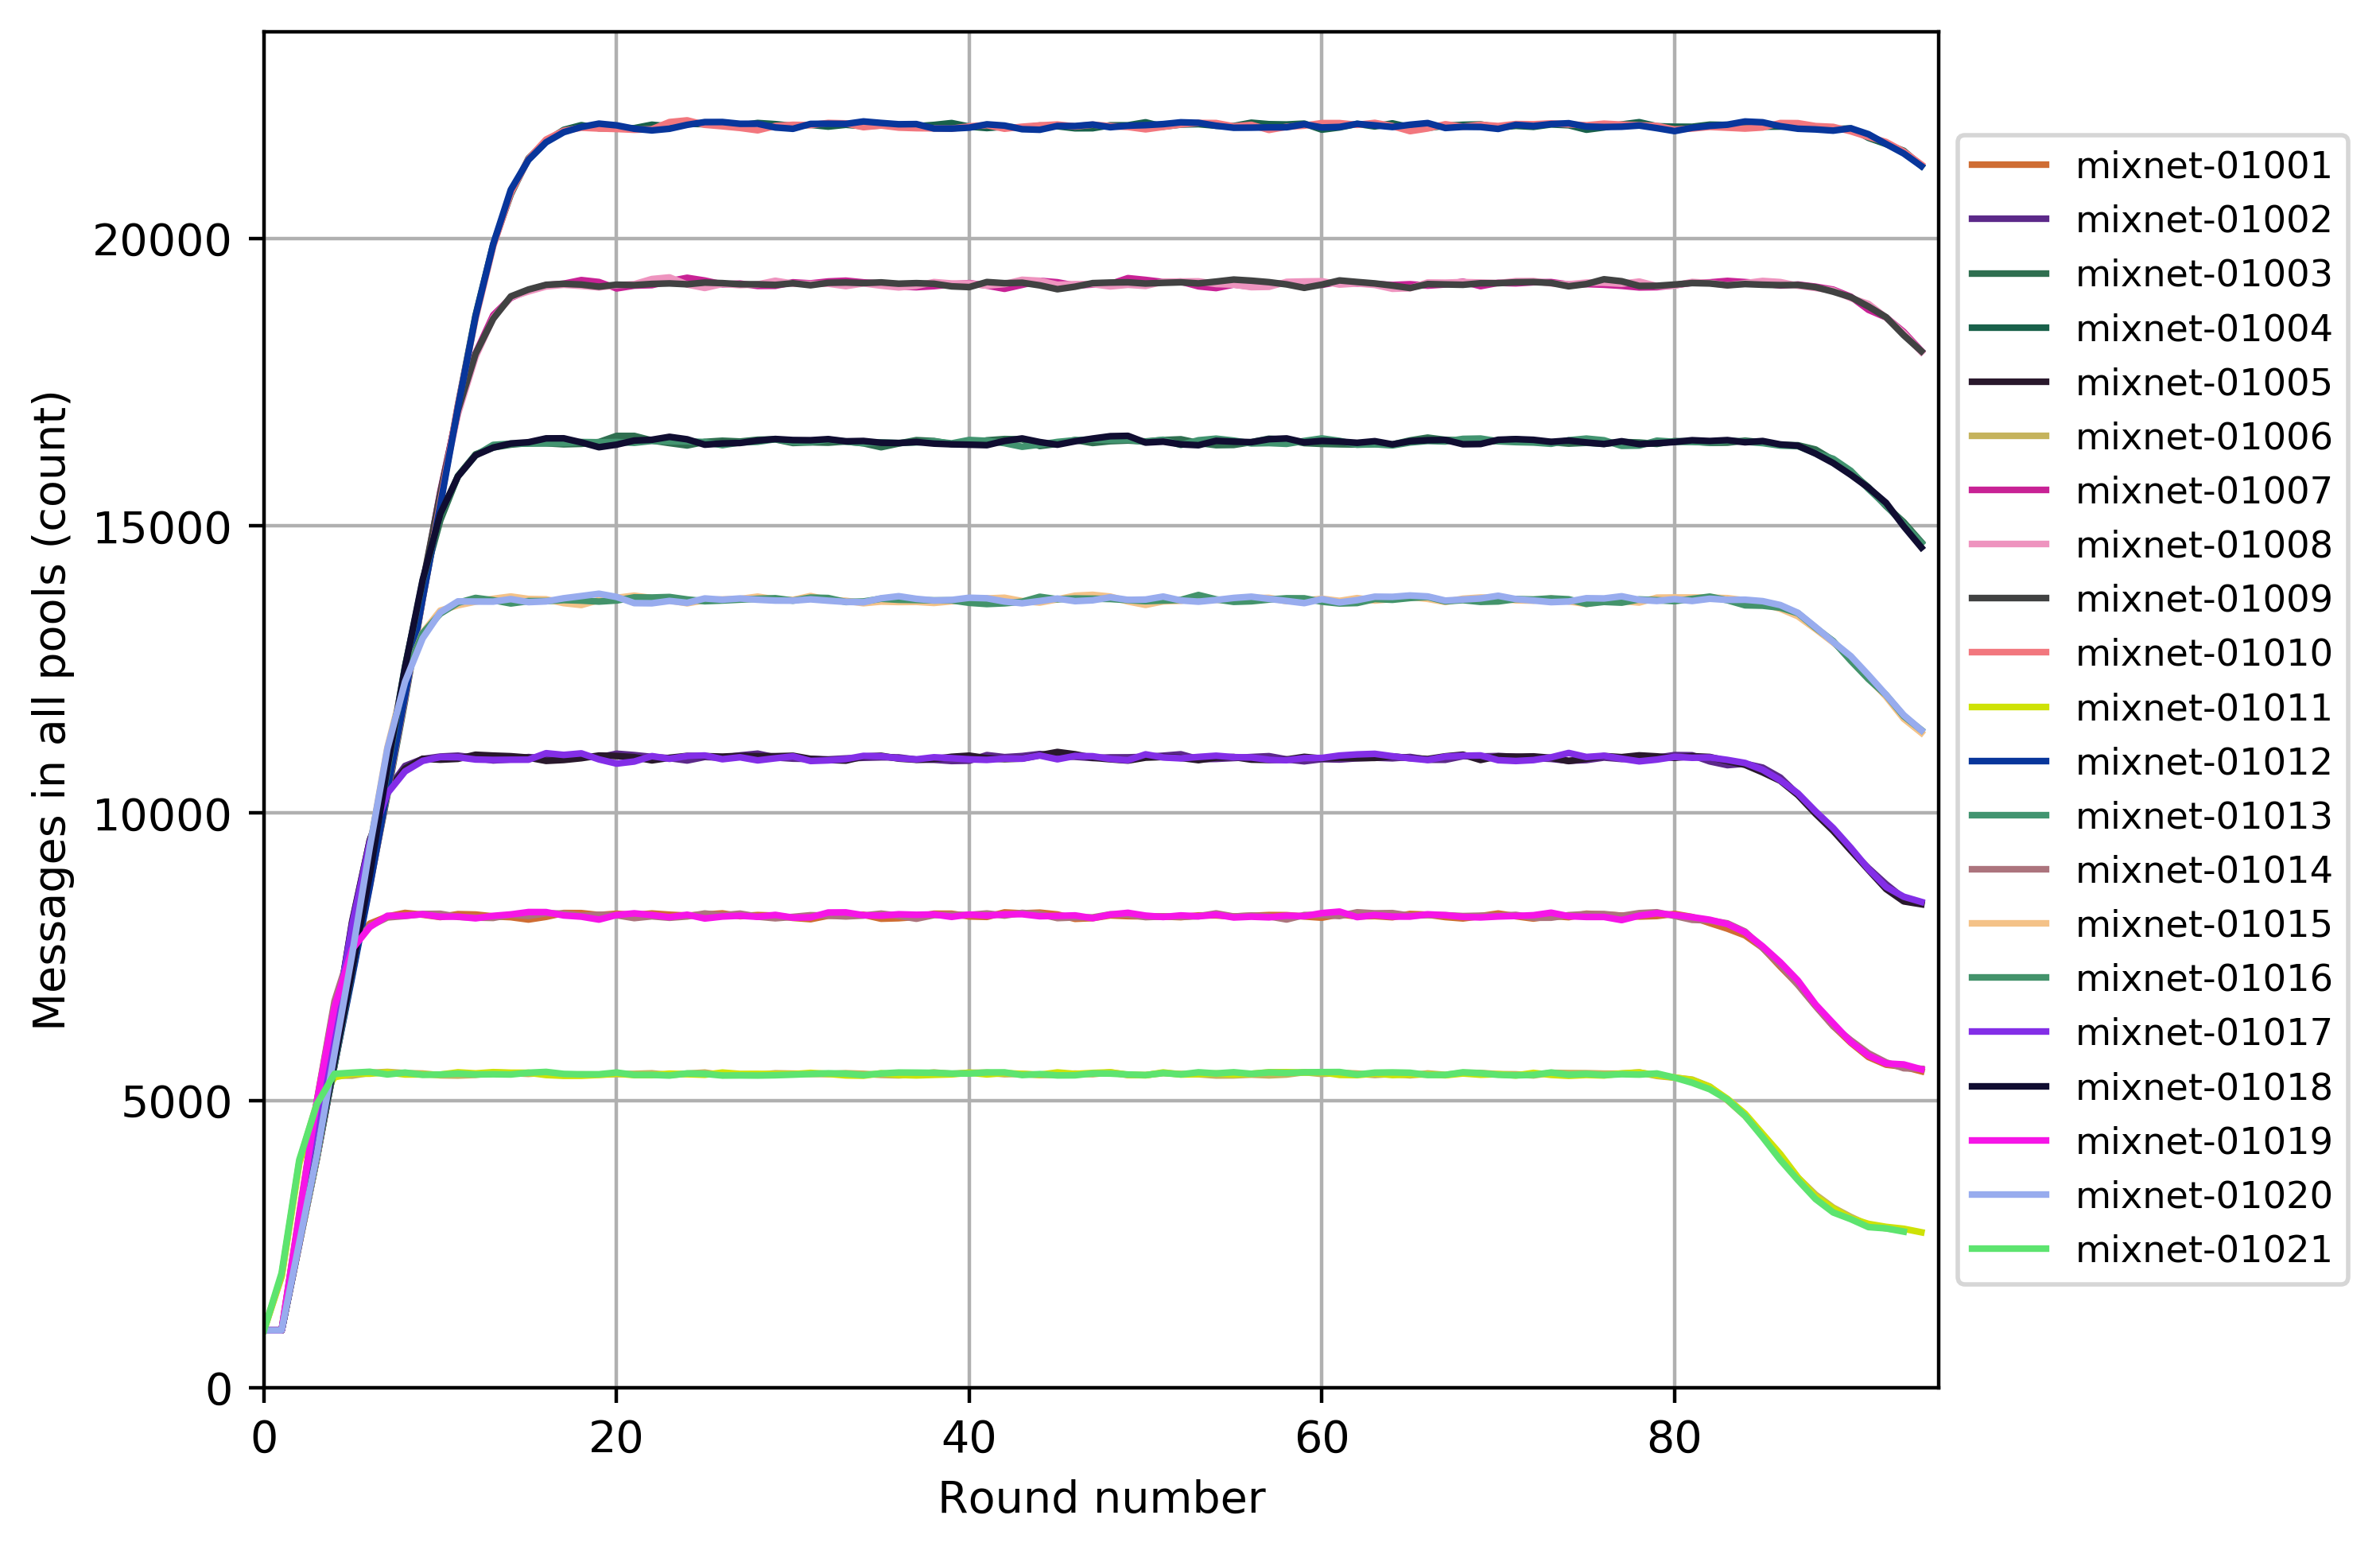 Messages in all pools (count)
20000
15000
10000
5000
0
0 20 40 60 80
Round number
mixnet-01001
mixnet-01002
mixnet-01003
mixnet-01004
mixnet-01005
mixnet-01006
mixnet-01007
mixnet-01008
mixnet-01009
mixnet-01010
mixnet-01011
mixnet-01012
mixnet-01013
mixnet-01014
mixnet-01015
mixnet-01016
mixnet-01017
mixnet-01018
mixnet-01019
mixnet-01020
mixnet-01021